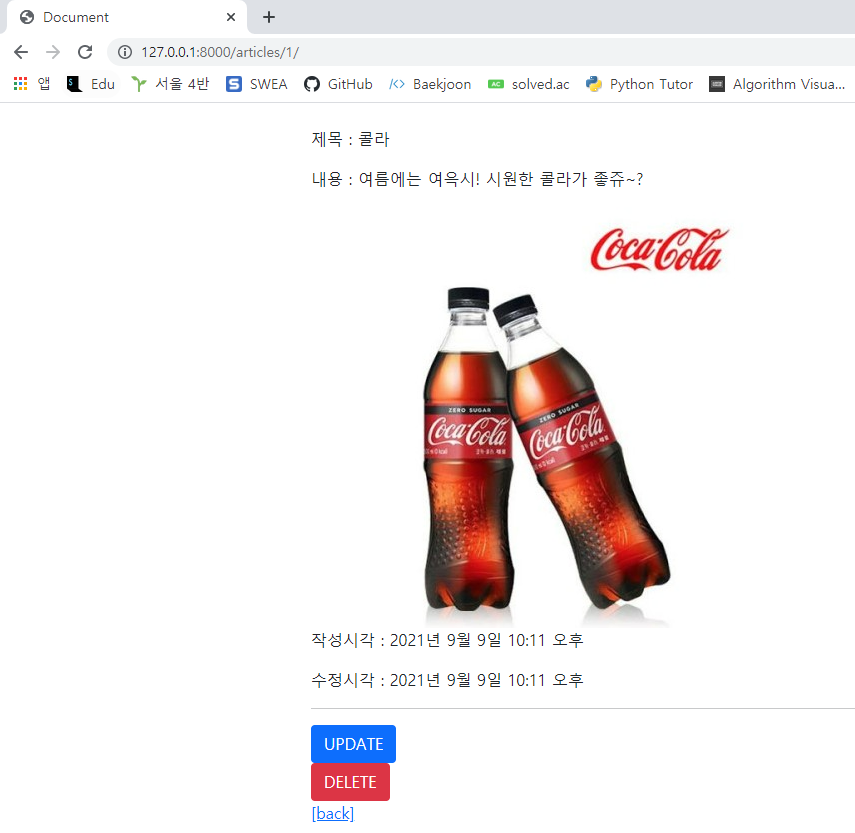 Document
127.0.0.1:8000/articles/1/
앱 Edu 서울 4반 SWEA GitHub Baekjoon solved.ac Python Tutor Algorithm Visua...
제목 : 콜라
내용 : 여름에는 여윽시! 시원한 콜라가 좋쥬~?
Coca-Cola
ZERO SUGAR
Coca-Cola
ZERO SUGAR
Coca-Cola
작성시각 : 2021년 9월 9일 10:11 오후
수정시각 : 2021년 9월 9일 10:11 오후
UPDATE
DELETE
[back]